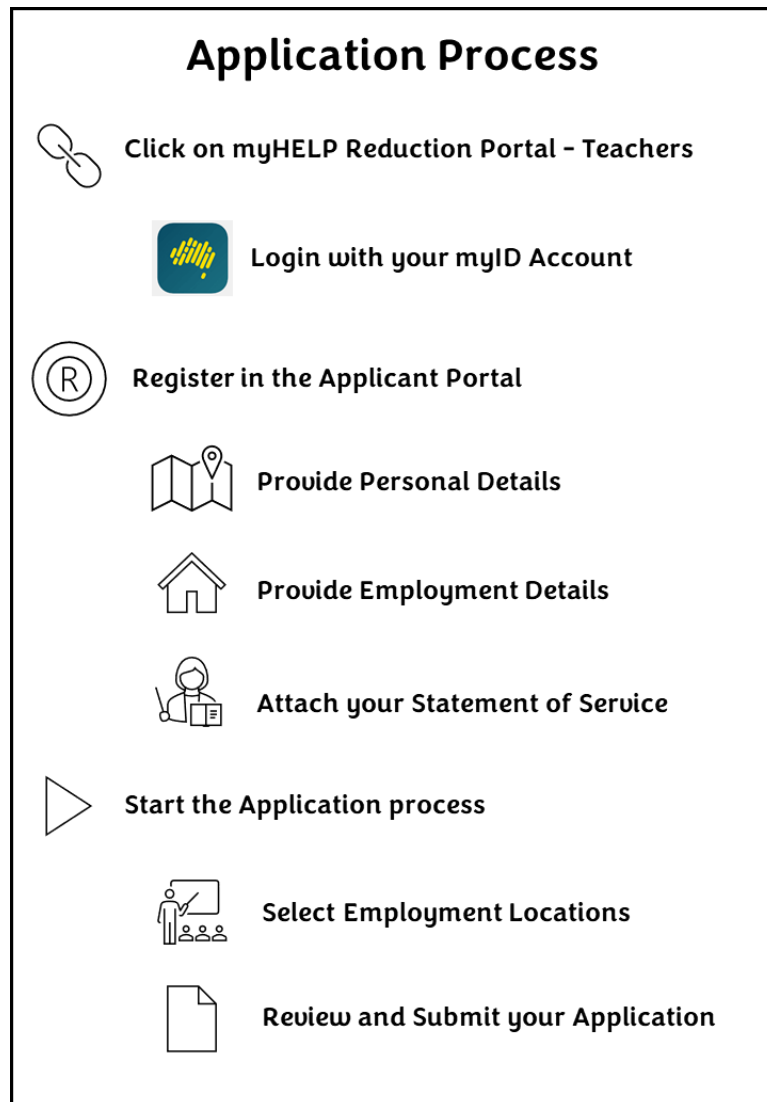 Application Process
Click on myHELP Reduction Portal - Teachers
Login with your myID Account
R
Register in the Applicant Portal
Provide Personal Details
Provide Employment Details
Attach your Statement of Service
Start the Application process
Select Employment Locations
Review and Submit your Application